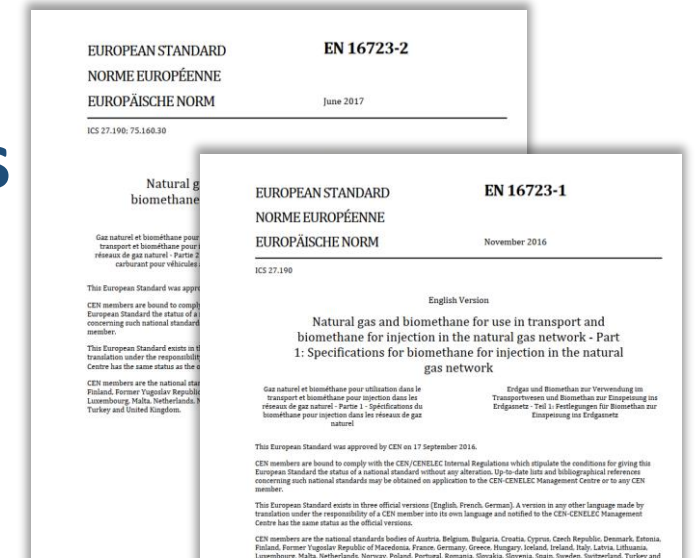 s
EUROPEAN STANDARD
NORME EUROPÉENNE
EUROPÄISCHE NORM
EN 16723-2
June 2017
ICS 27.190; 75.160.30
Natural g
biomethane
Gaz naturel et biométhane pour
transport et biométhane pour i
réseaux de gaz naturel - Partie 2
carburant pour véhicules
This European Standard was appro
CEN members are bound to comply
European Standard the status of a
concerning such national standard
member.
This European Standard exists in t
translation under the responsibilit
Centre has the same status as the o
CEN members are the national stan
Finland, Former Yugoslav Republic
Luxembourg, Malta, Netherlands, N
Turkey and United Kingdom.
EUROPEAN STANDARD
NORME EUROPÉENNE
EUROPÄISCHE NORM
EN 16723-1
November 2016
ICS 27.190
English Version
Natural gas and biomethane for use in transport and
biomethane for injection in the natural gas network - Part
1: Specifications for biomethane for injection in the natural
gas network
Gaz naturel et biométhane pour utilisation dans le
transport et biométhane pour injection dans les
réseaux de gaz naturel - Partie 1 - Spécifications du
biométhane pour injection dans les réseaux de gaz
naturel
Erdgas und Biomethan zur Verwendung im
Transportwesen und Biomethan zur Einspeisung ins
Erdgasnetz - Teil 1: Festlegungen für Biomethan zur
Einspeisung ins Erdgasnetz
This European Standard was approved by CEN on 17 September 2016.
CEN members are bound to comply with the CEN/CENELEC Internal Regulations which stipulate the conditions for giving this
European Standard the status of a national standard without any alteration. Up-to-date lists and bibliographical references
concerning such national standards may be obtained on application to the CEN-CENELEC Management Centre or to any CEN
member.
This European Standard exists in three official versions (English, French, German). A version in any other language made by
translation under the responsibility of a CEN member into its own language and notified to the CEN-CENELEC Management
Centre has the same status as the official versions.
CEN members are the national standards bodies of Austria, Belgium, Bulgaria, Croatia, Cyprus, Czech Republic, Denmark, Estonia,
Finland, Former Yugoslav Republic of Macedonia, France, Germany, Greece, Hungary, Iceland, Ireland, Italy, Latvia, Lithuania,
Luxembourg, Malta, Netherlands, Norway, Poland, Portugal, Romania, Slovakia, Slovenia, Spain, Sweden, Switzerland, Turkey and